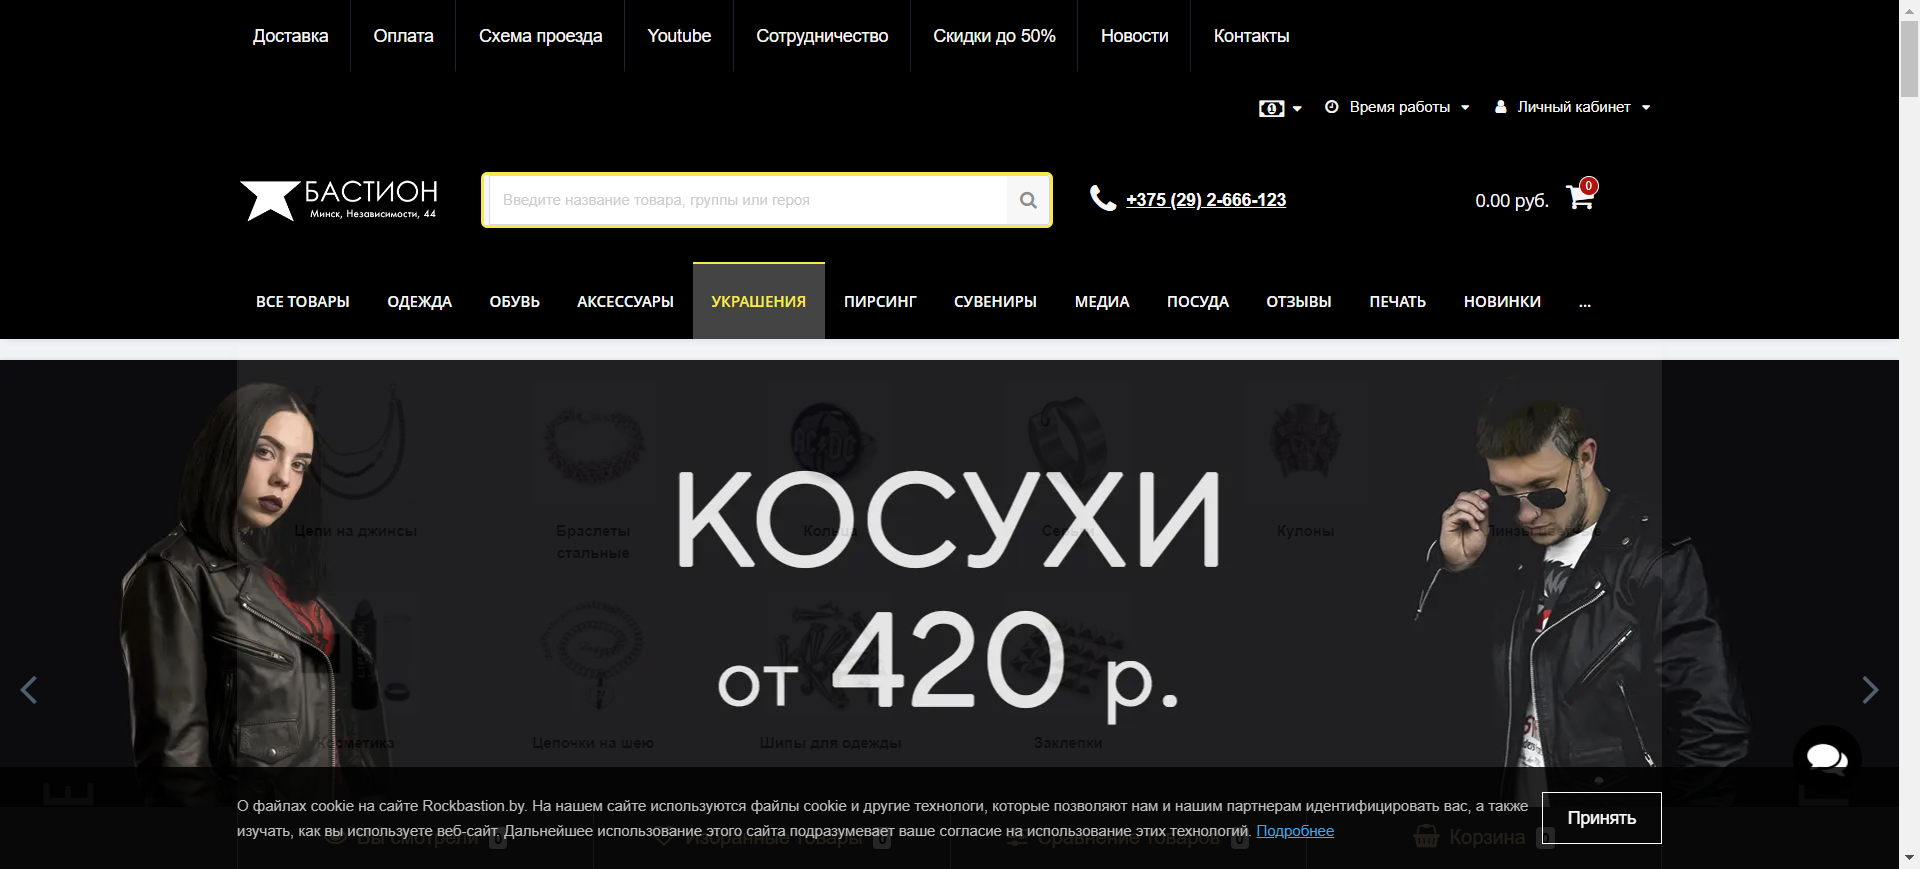 Доставка
Оплата
Схема проезда
Youtube
Сотрудничество
Скидки до 50%
Новости
Контакты
Время работы
Личный кабинет
БАСТИОН
Минск, Независимости, 44
Введите название товара, группы или героя
+375 (29) 2-666-123
0.00 руб.
0
ВСЕ ТОВАРЫ
ОДЕЖДА
ОБУВЬ
АКСЕССУАРЫ
УКРАШЕНИЯ
ПИРСИНГ
СУВЕНИРЫ
МЕДИА
ПОСУДА
ОТЗЫВЫ
ПЕЧАТЬ
НОВИНКИ
...
КОСУХИ
от 420 р.
Цепи на джинсы
Браслеты
стальные
Кольца
Серьги
Кулоны
Линзы цветные
Косметика
Цепочки на шею
Шипы для одежды
Заклепки
О файлах cookie на сайте Rockbastion.by. На нашем сайте используются файлы cookie и другие технологи, которые позволяют нам и нашим партнерам идентифицировать вас, а также
изучать, как вы используете веб-сайт. Дальнейшее использование этого сайта подразумевает ваше согласие на использование этих технологий. Подробнее
Принять
Вы смотрели 0
Избранные товары 0
Сравнение товаров 0
Корзина 0